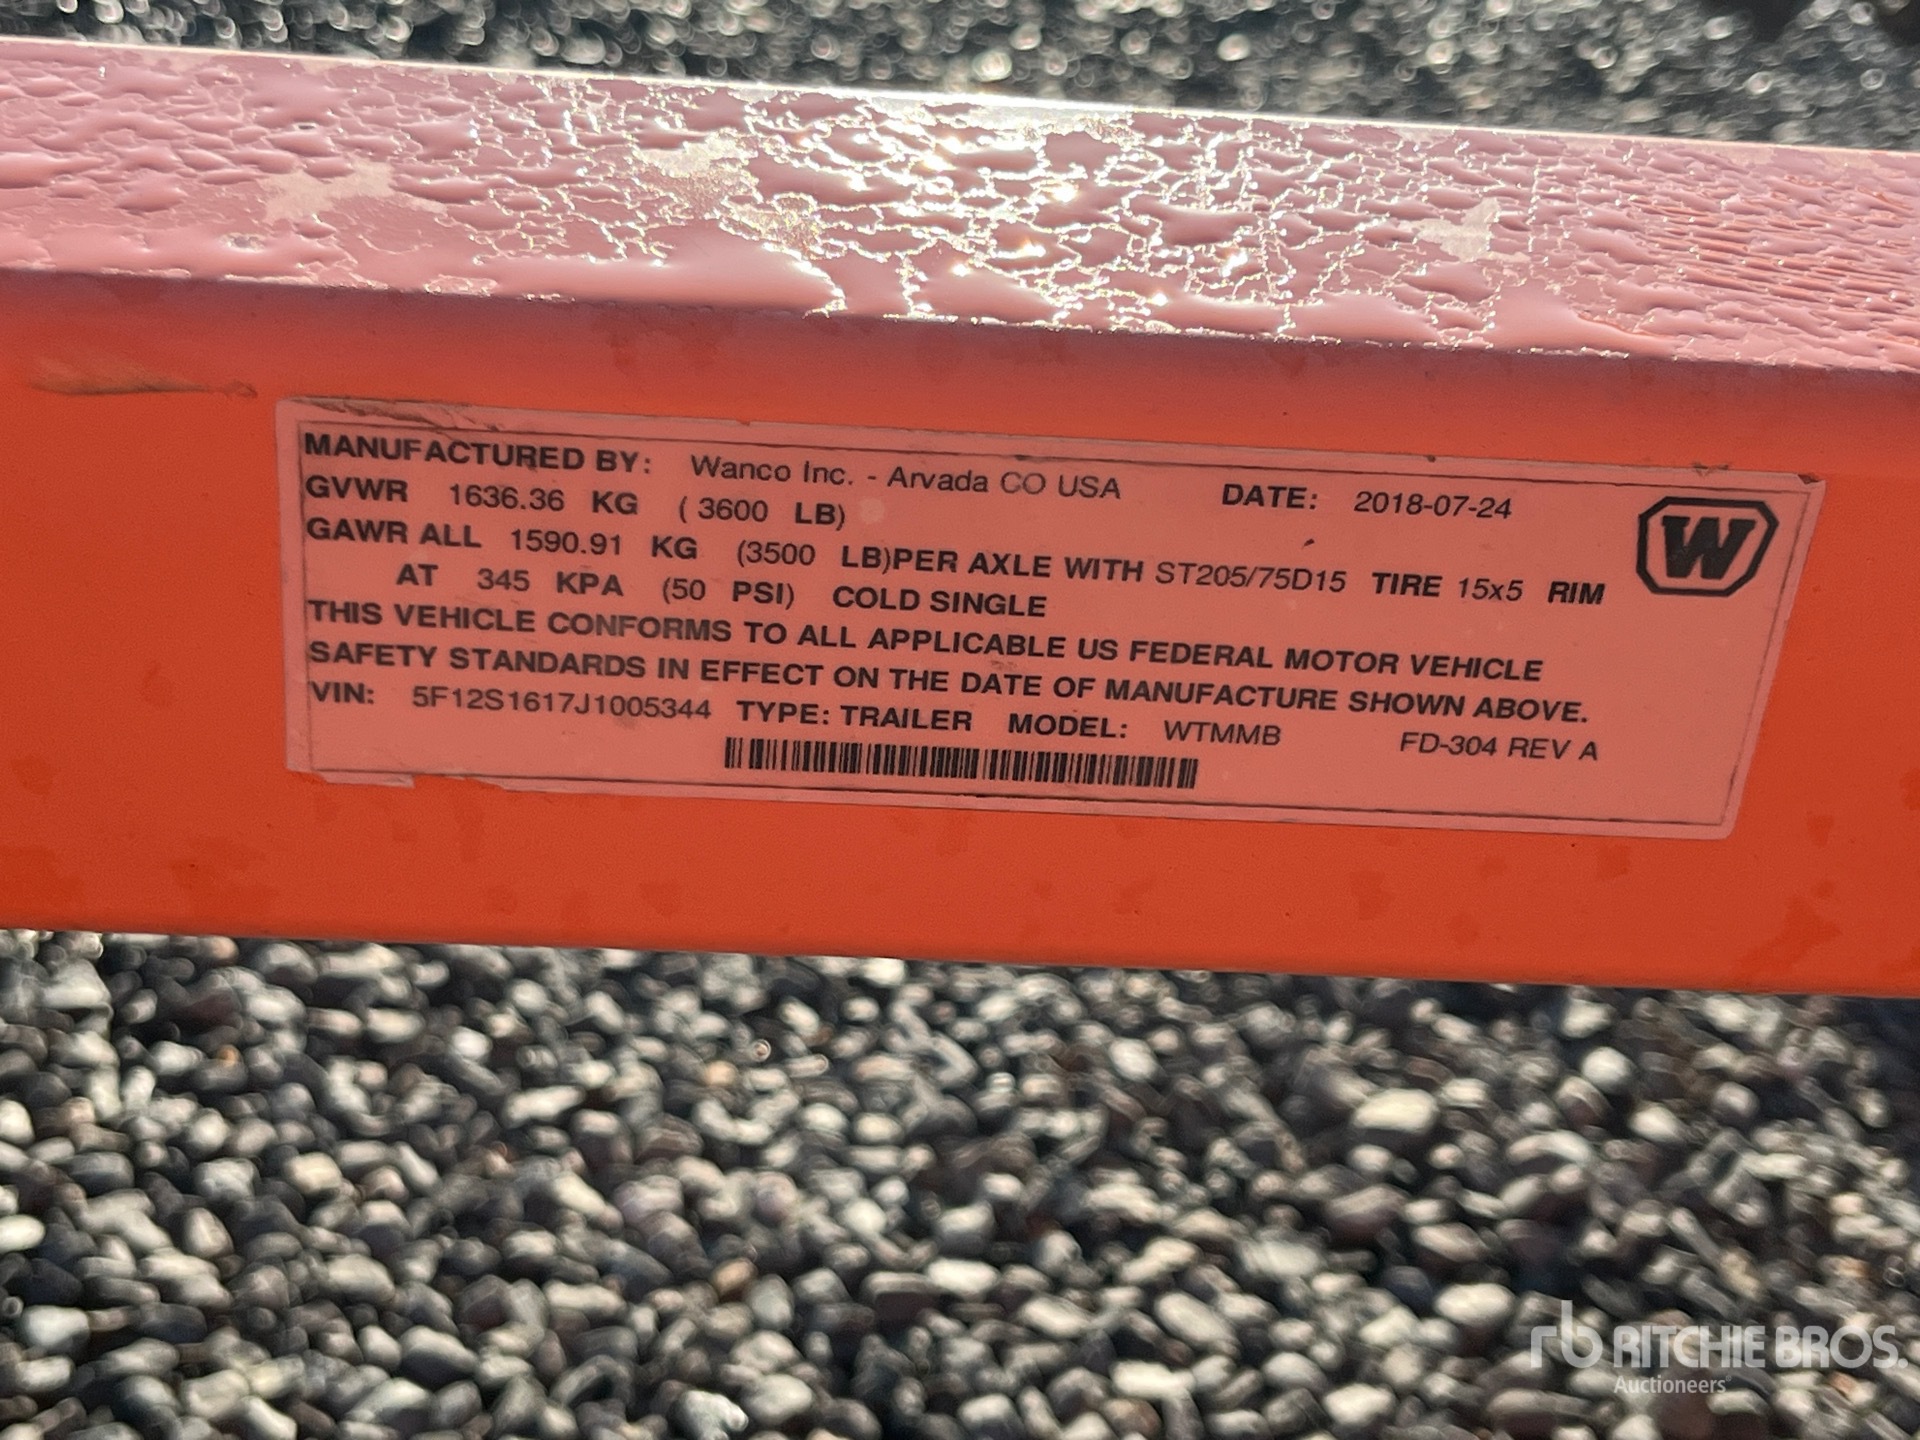 MANUFACTURED BY: Wanco Inc. - Arvada CO USA DATE: 2018-07-24
GVWR 1636.36 KG ( 3600 LB)
GAWR ALL 1590.91 KG (3500 LB)PER AXLE WITH ST205/75D15 TIRE 15x5 RIM
AT 345 KPA (50 PSI) COLD SINGLE
THIS VEHICLE CONFORMS TO ALL APPLICABLE US FEDERAL MOTOR VEHICLE
SAFETY STANDARDS IN EFFECT ON THE DATE OF MANUFACTURE SHOWN ABOVE.
VIN: 5F12S1617J1005344 TYPE: TRAILER MODEL: WTMMB FD-304 REV A
W
rb RITCHIE BROS.
Auctioneers